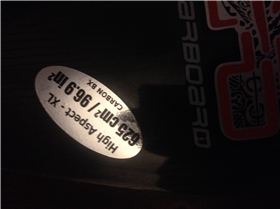 High Aspect - XL
625 cm² / 96.9 in²
CARBON BX.
ARBOARD